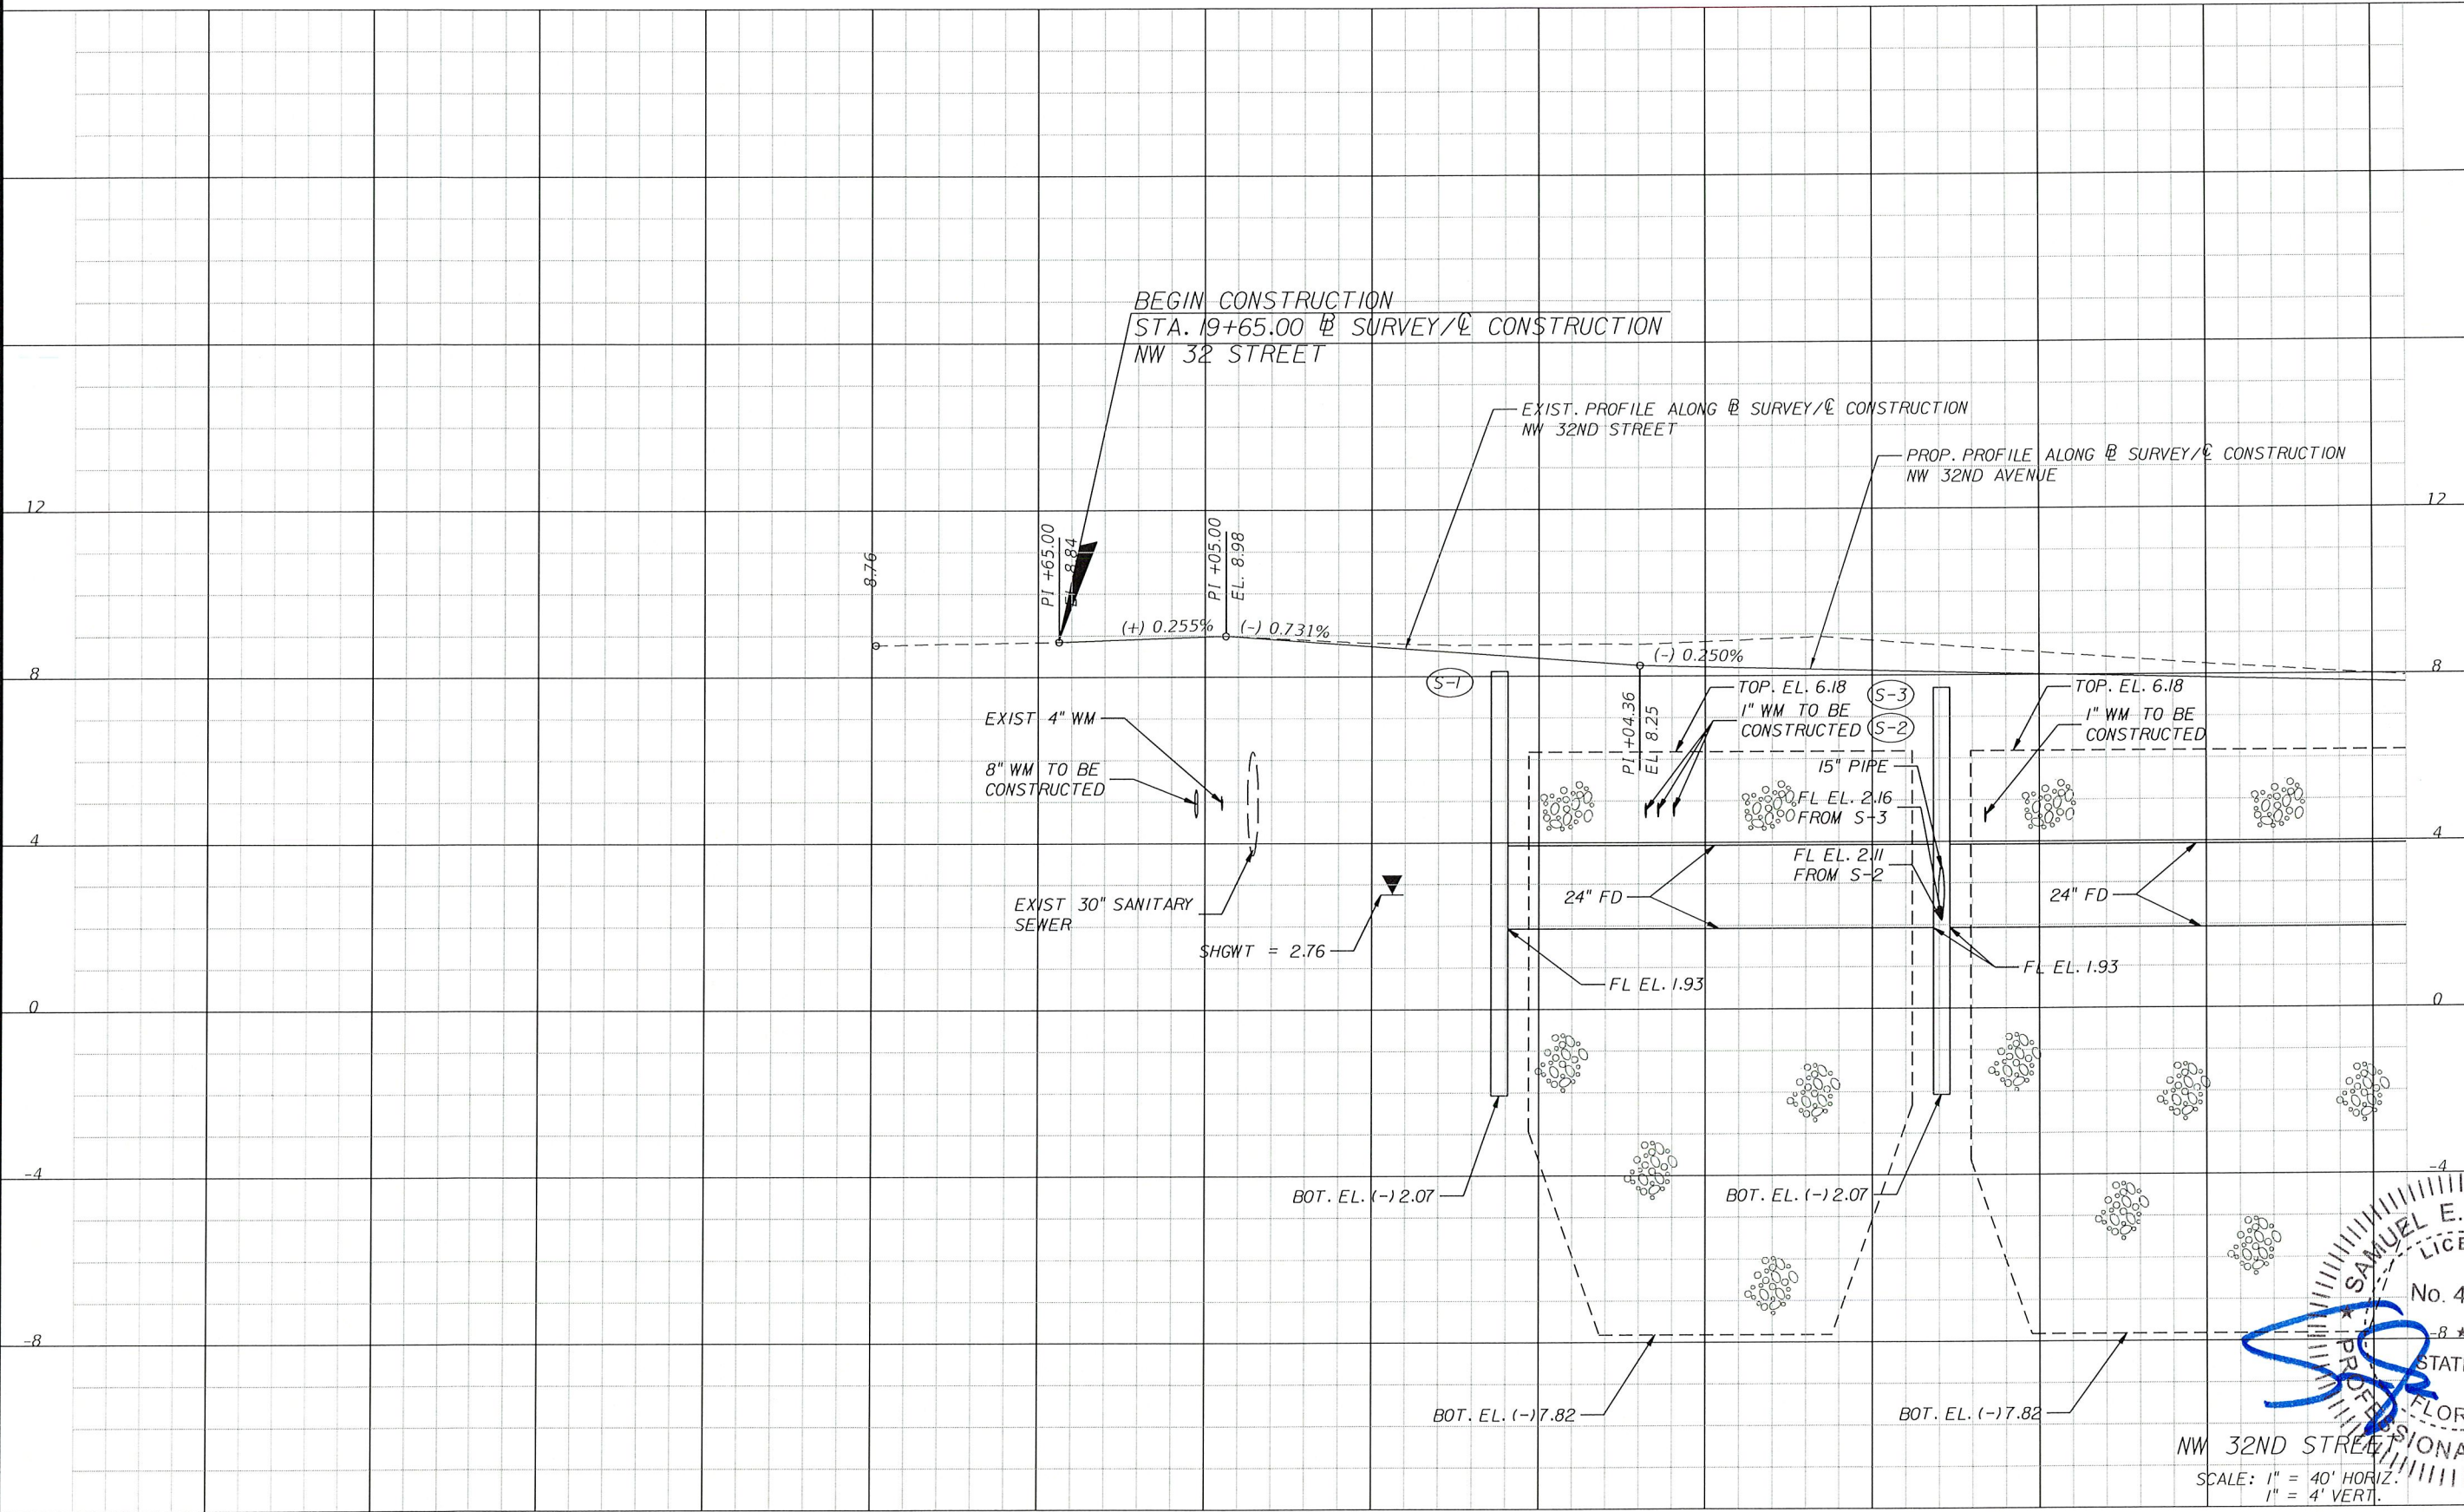 BEGIN CONSTRUCTION
STA. 19+65.00 ⅊ SURVEY/℄ CONSTRUCTION
NW 32 STREET
EXIST. PROFILE ALONG ⅊ SURVEY/℄ CONSTRUCTION
NW 32ND STREET
PROP. PROFILE ALONG ⅊ SURVEY/℄ CONSTRUCTION
NW 32ND AVENUE
12
12
8.76
PI +65.00
EL. 8.84
PI +05.00
EL. 8.98
(+) 0.255%
(-) 0.731%
(-) 0.250%
8
8
S-1
PI +04.36
EL. 8.25
TOP. EL. 6.18
1" WM TO BE
CONSTRUCTED
S-3
S-2
TOP. EL. 6.18
1" WM TO BE
CONSTRUCTED
EXIST 4" WM
8" WM TO BE
CONSTRUCTED
15" PIPE
FL EL. 2.16
FROM S-3
4
4
FL EL. 2.11
FROM S-2
EXIST 30" SANITARY
SEWER
24" FD
24" FD
SHGWT = 2.76
FL EL. 1.93
FL EL. 1.93
0
0
-4
-4
BOT. EL. (-)2.07
BOT. EL. (-)2.07
-8
-8
BOT. EL. (-)7.82
BOT. EL. (-)7.82
SAMUEL E.
No. 4
NW 32ND STREET
SCALE: 1" = 40' HORIZ.
1" = 4' VERT.